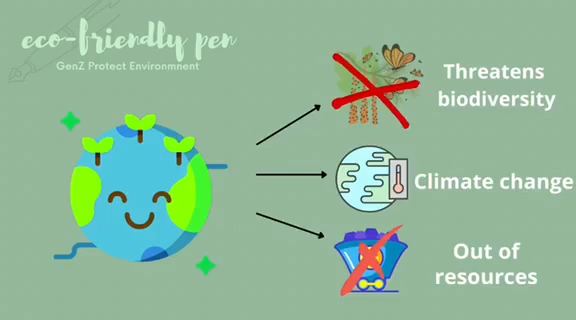 eco-friendly pen
GenZ Protect Environmnent
Threatens
biodiversity
Climate change
Out of
resources